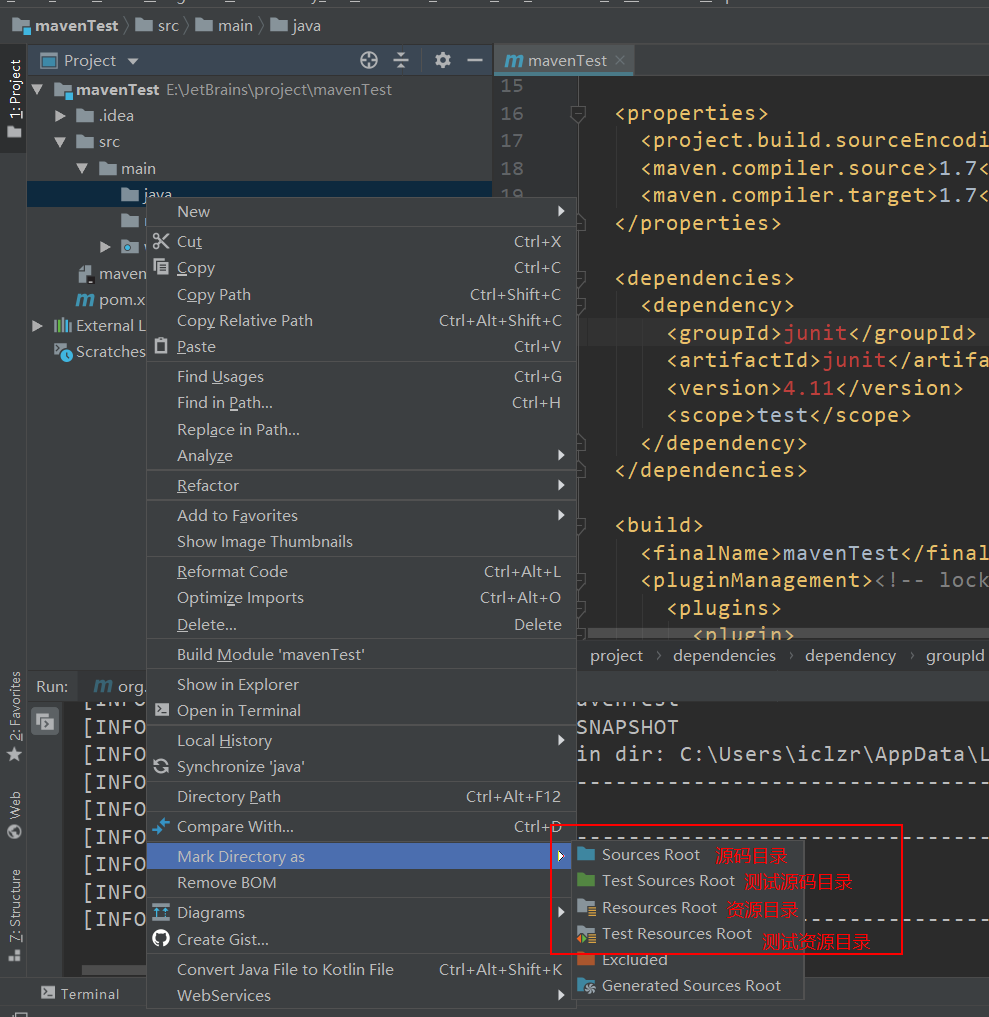 mavenTest src main java
1: Project
Project
mavenTest
mavenTest E:\JetBrains\project\mavenTest
.idea
src
main
java
maven
pom.x
External L
Scratches
15
16 <properties>
17 <project.build.sourceEncodi
18 <maven.compiler.source>1.7<
19 <maven.compiler.target>1.7<
</properties>
<dependencies>
<dependency>
<groupId>junit</groupId>
<artifactId>junit</artifa
<version>4.11</version>
<scope>test</scope>
</dependency>
</dependencies>
<build>
<finalName>mavenTest</final
<pluginManagement><!-- lock
<plugins>
<plugin>
project dependencies dependency groupId
New
Cut Ctrl+X
Copy Ctrl+C
Copy Path Ctrl+Shift+C
Copy Relative Path Ctrl+Alt+Shift+C
Paste Ctrl+V
Find Usages Ctrl+G
Find in Path... Ctrl+H
Replace in Path...
Analyze
Refactor
Add to Favorites
Show Image Thumbnails
Reformat Code Ctrl+Alt+L
Optimize Imports Ctrl+Alt+O
Delete... Delete
Build Module 'mavenTest'
Show in Explorer
Open in Terminal
Local History
Synchronize 'java'
Directory Path Ctrl+Alt+F12
Compare With... Ctrl+D
Mark Directory as
Remove BOM
Diagrams
Create Gist...
Convert Java File to Kotlin File Ctrl+Alt+Shift+K
WebServices
Sources Root 源码目录
Test Sources Root 测试源码目录
Resources Root 资源目录
Test Resources Root 测试资源目录
Excluded
Generated Sources Root
2: Favorites
Web
7: Structure
Run: org.
[INFO avenTest
[INFO SNAPSHOT
[INFO in dir: C:\Users\iclzr\AppData\L
[INFO
[INFO
[INFO
[INFO
[INFO
[INFO
Terminal